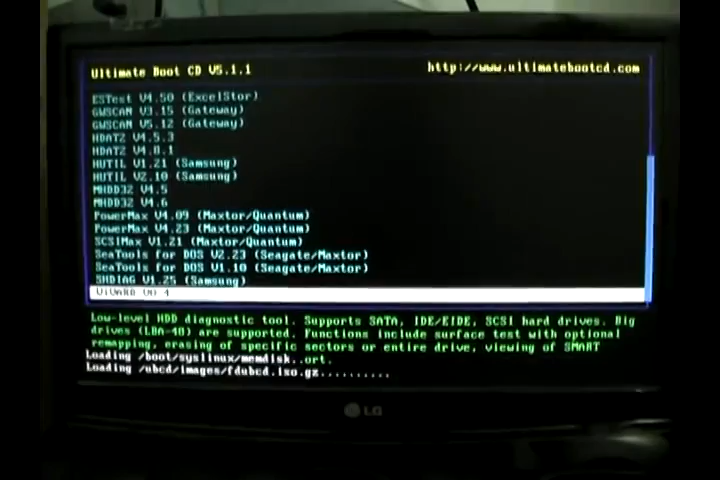 Ultimate Boot CD V5.1.1 http://www.ultimatebootcd.com
ESTest V4.50 (ExcelStor)
GWSCAN V3.15 (Gateway)
GWSCAN V5.12 (Gateway)
HDAT2 V4.5.3
HDAT2 V4.8.1
HUTIL V1.21 (Samsung)
HUTIL V2.10 (Samsung)
MHDD32 V4.5
MHDD32 V4.6
PowerMax V4.09 (Maxtor/Quantum)
PowerMax V4.23 (Maxtor/Quantum)
SCSIMax V1.21 (Maxtor/Quantum)
SeaTools for DOS V2.23 (Seagate/Maxtor)
SeaTools for DOS V1.10 (Seagate/Maxtor)
SHDIAG V1.25 (Samsung)
ViVARD
Low-level HDD diagnostic tool. Supports SATA, IDE/EIDE, SCSI hard drives. Big
drives (LBA-48) are supported. Functions include surface test with optional
remapping, erasing of specific sectors or entire drive, viewing of SMART
Loading /boot/syslinux/memdisk..ort.
Loading /ubcd/images/fdubcd.iso.gz..........
LG